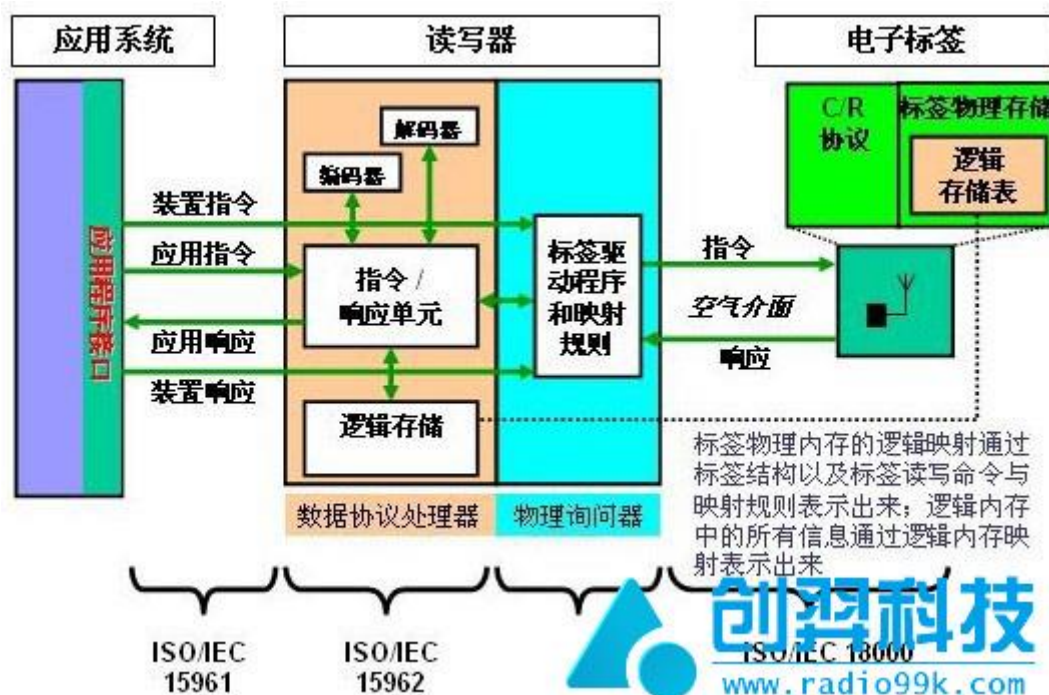 应用系统
读写器
电子标签
C/R
协议
标签物理存储
逻辑
存储表
解码器
编码器
装置指令
应用指令
应用响应
装置响应
应用程序接口
指令 /
响应单元
逻辑存储
标签驱
动程序
和映射
规则
指令
空气介面
响应
标签物理内存的逻辑映射通过
标签结构以及标签读写命令与
映射规则表示出来；逻辑内存
中的所有信息通过逻辑内存映
射表示出来
数据协议处理器
物理询问器
ISO/IEC
15961
ISO/IEC
15962
ISO/IEC 18000
创羿科技
www.radio99k.com